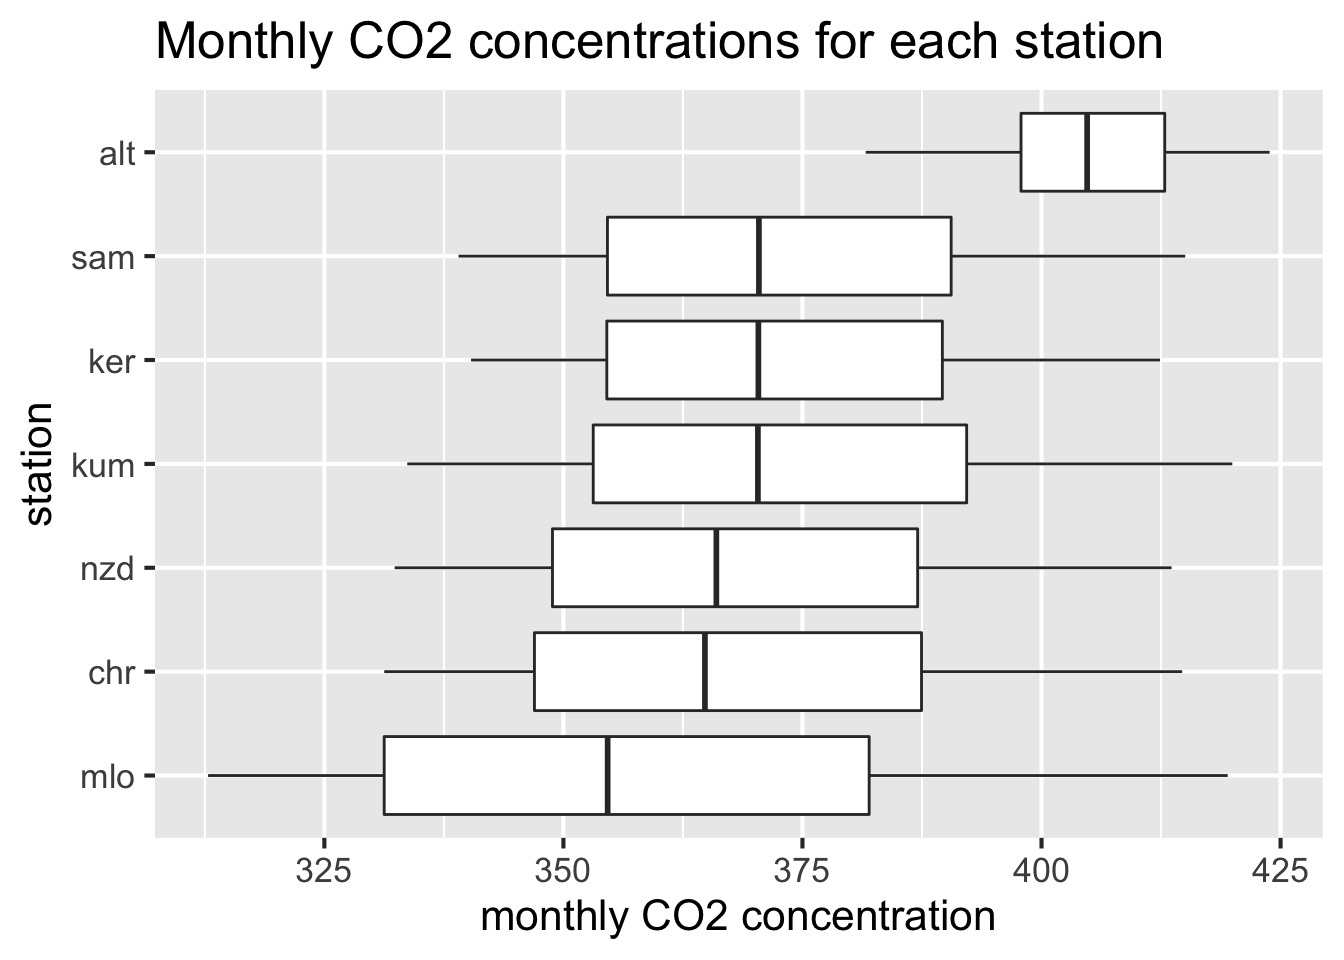 Monthly CO2 concentrations for each station
alt
sam
ker
kum
nzd
chr
mlo
station
325 350 375 400 425
monthly CO2 concentration